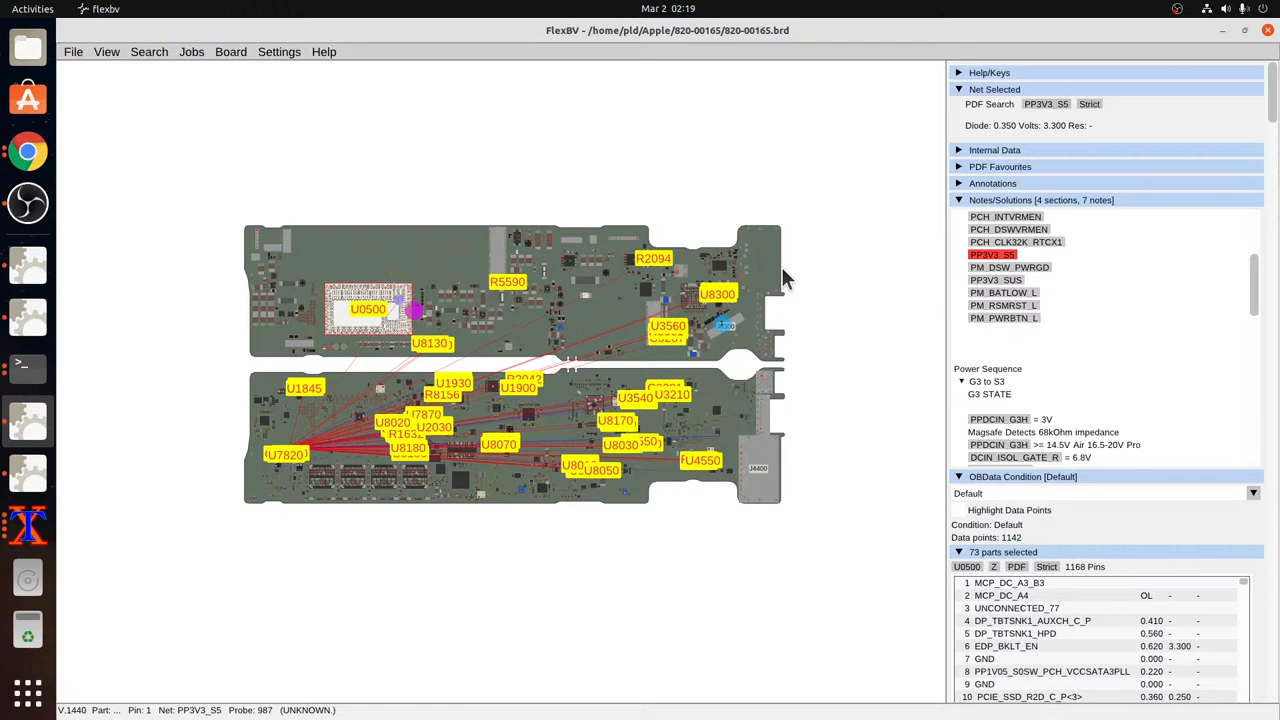 Activities
flexbv
Mar 2 02:19
FlexBV - /home/pld/Apple/820-00165/820-00165.brd
File View Search Jobs Board Settings Help
R2094
R5590
U8300
U0500
U3560
U8130
U1845
U1930
U1900
R8156
U3540
U3210
U7870
U8020
U2030
U8170
U8180
U8070
U8030
U7820
U4550
U8050
J4400
Help/Keys
Net Selected
PDF Search PP3V3_S5 Strict
Diode: 0.350 Volts: 3.300 Res: -
Internal Data
PDF Favourites
Annotations
Notes/Solutions [4 sections, 7 notes]
PCH_INTVRMEN
PCH_DSWVRMEN
PCH_CLK32K_RTCX1
PP3V3_S5
PM_DSW_PWRGD
PP3V3_SUS
PM_BATLOW_L
PM_RSMRST_L
PM_PWRBTN_L
Power Sequence
G3 to S3
G3 STATE
PPDCIN_G3H = 3V
Magsafe Detects 68kOhm impedance
PPDCIN_G3H >= 14.5V Air 16.5-20V Pro
DCIN_ISOL_GATE_R = 6.8V
OBData Condition [Default]
Default
Highlight Data Points
Condition: Default
Data points: 1142
73 parts selected
U0500 Z PDF Strict 1168 Pins
1 MCP_DC_A3_B3
2 MCP_DC_A4 OL - -
3 UNCONNECTED_77
4 DP_TBTSNK1_AUXCH_C_P 0.410 - -
5 DP_TBTSNK1_HPD 0.560 - -
6 EDP_BKLT_EN 0.620 3.300 -
7 GND 0.000 - -
8 PP1V05_S0SW_PCH_VCCSATA3PLL 0.220 - -
9 GND 0.000 - -
10 PCIE_SSD_R2D_C_P<3> 0.360 0.250 -
V.1440 Part: ... Pin: 1 Net: PP3V3_S5 Probe: 987 (UNKNOWN.)